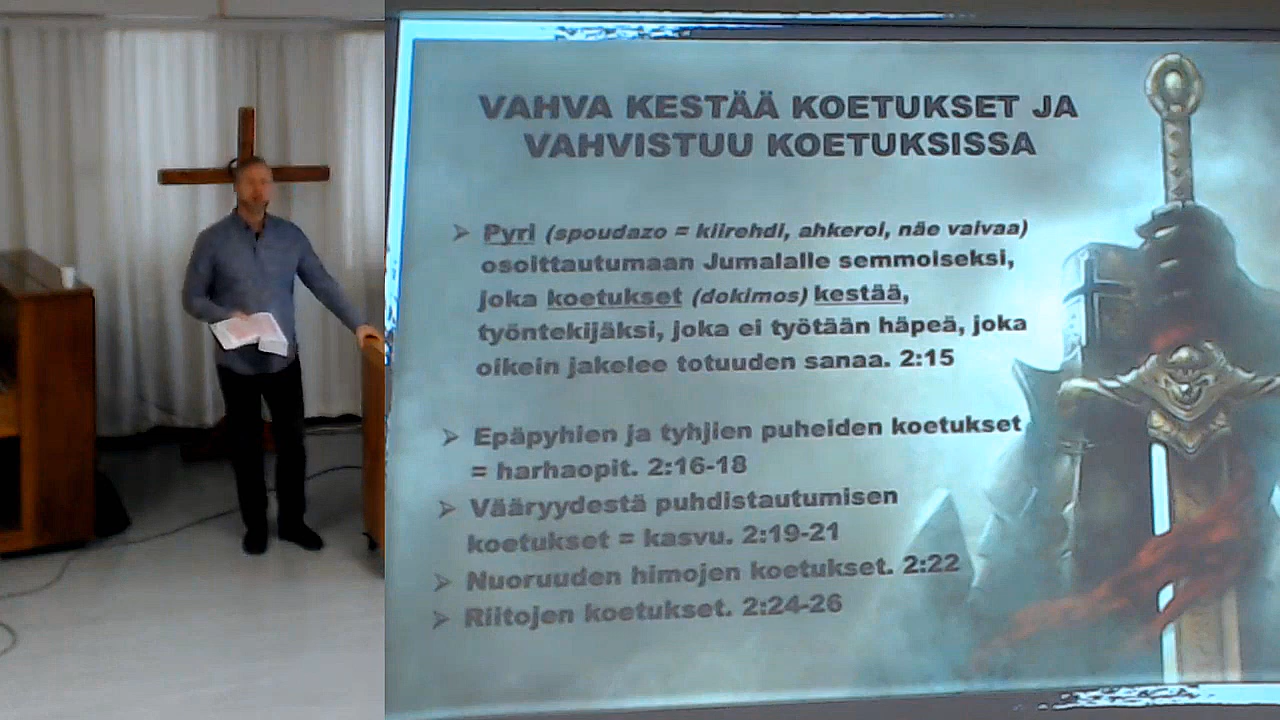 VAHVA KESTÄÄ KOETUKSET JA
VAHVISTUU KOETUKSISSA
➢ Pyri (spoudazo = kiirehdi, ahkeroi, näe vaivaa)
osoittautumaan Jumalalle semmoiseksi,
joka koetukset (dokimos) kestää,
työntekijäksi, joka ei työtään häpeä, joka
oikein jakelee totuuden sanaa. 2:15
➢ Epäpyhien ja tyhjien puheiden koetukset
= harhaopit. 2:16-18
➢ Vääryydestä puhdistautumisen
koetukset = kasvu. 2:19-21
➢ Nuoruuden himojen koetukset. 2:22
➢ Riitojen koetukset. 2:24-26